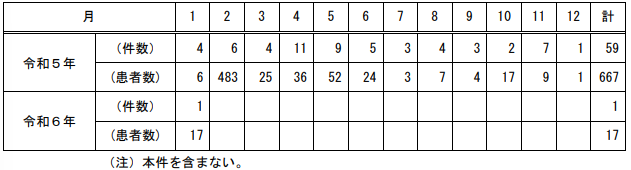 月 1 2 3 4 5 6 7 8 9 10 11 12 計
令和５年 （件数） 4 6 4 11 9 5 3 4 3 2 7 1 59
（患者数） 6 483 25 36 52 24 3 7 4 17 9 1 667
令和６年 （件数） 1 1
（患者数） 17 17
（注）本件を含まない。